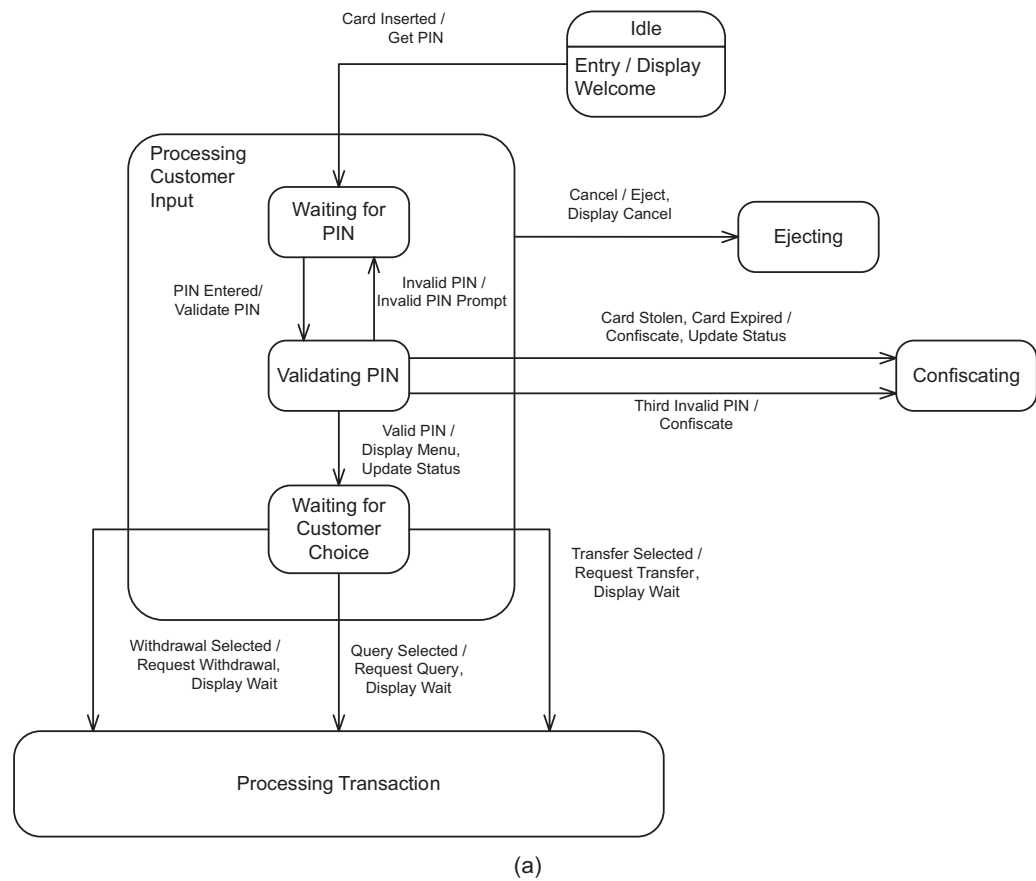 Card Inserted /
Get PIN
Idle
Entry / Display
Welcome
Processing
Customer
Input
Waiting for
PIN
Cancel / Eject,
Display Cancel
Ejecting
PIN Entered/
Validate PIN
Invalid PIN /
Invalid PIN Prompt
Card Stolen, Card Expired /
Confiscate, Update Status
Validating PIN
Confiscating
Third Invalid PIN /
Confiscate
Valid PIN /
Display Menu,
Update Status
Waiting for
Customer
Choice
Transfer Selected /
Request Transfer,
Display Wait
Withdrawal Selected /
Request Withdrawal,
Display Wait
Query Selected /
Request Query,
Display Wait
Processing Transaction
(a)